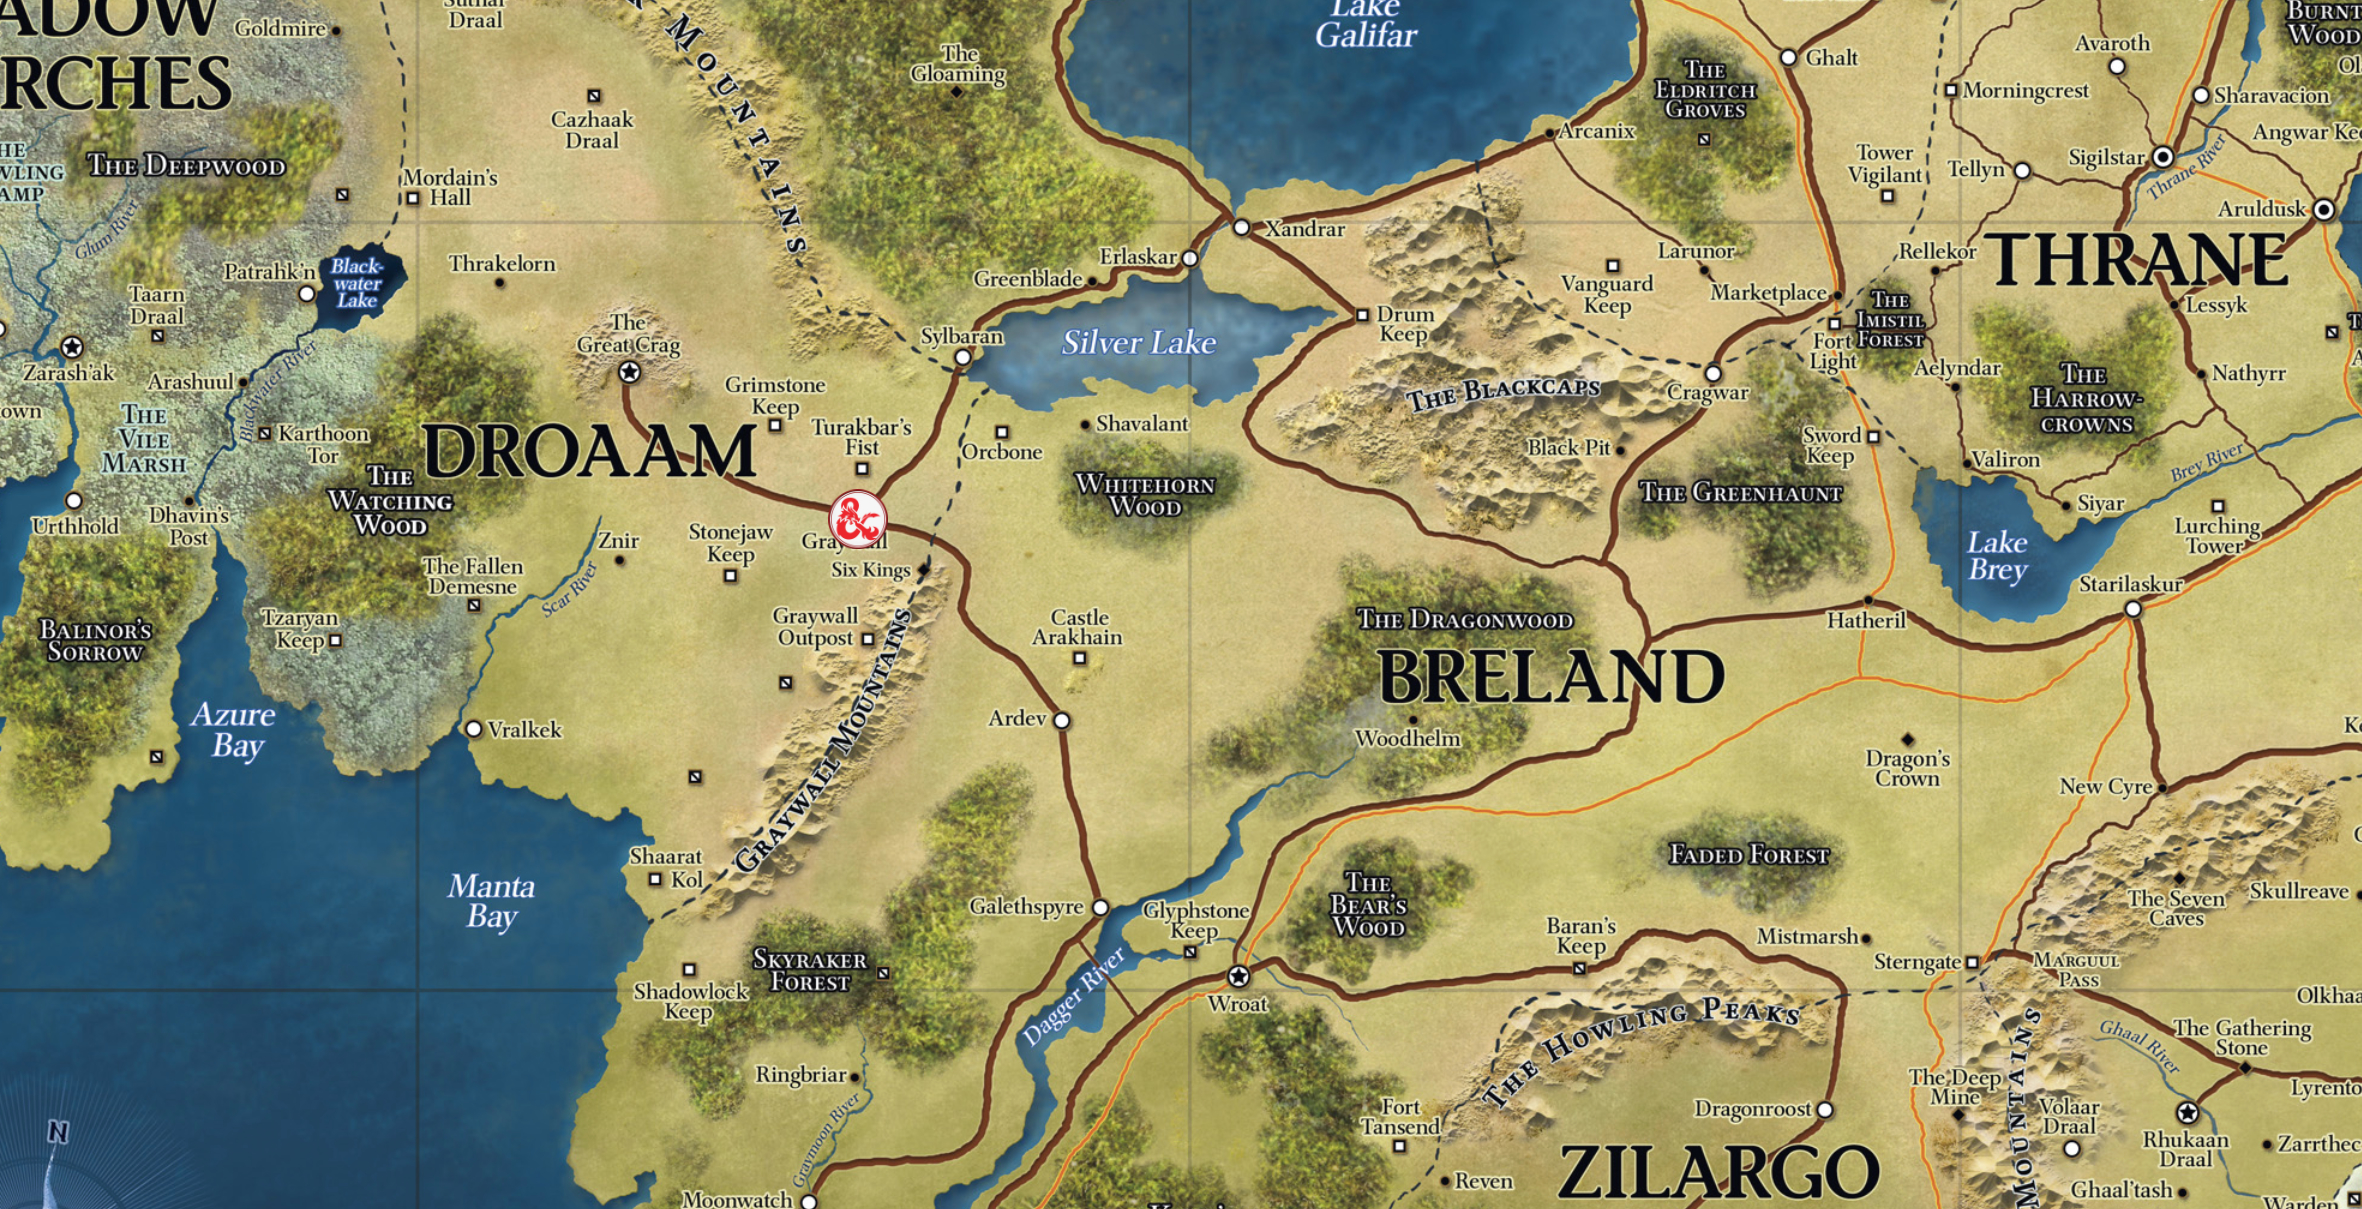 ADOW
RCHES
Goldmire
Draal
MOUNTAINS
The
Gloaming
Lake
Galifar
The
Eldritch
Groves
Ghalt
Avaroth
Morningcrest
Sharavacion
Burnt
Wood
Cazhaak
Draal
Arcanix
Tower
Vigilant
Tellyn
Sigilstar
Thrane River
Angwar Kee
The Deepwood
HE
WLING
AMP
Mordain's
Hall
Glum River
Aruldusk
Xandrar
Patrahk'n
Black-
water
Lake
Thrakelorn
Greenblade
Erlaskar
Vanguard
Keep
Larunor
Marketplace
Rellekor
THRANE
Lessyk
Taarn
Draal
The
Great Crag
Sylbaran
Silver Lake
Drum
Keep
Fort
Light
The
Imistil
Forest
Zarash'ak
Arashuul
Blackwater River
Grimstone
Keep
The Blackcaps
Cragwar
Aelyndar
The
Harrow-
crowns
Nathyrr
own
The
Vile
Marsh
Karthoon
Tor
DROAAM
Turakbar's
Fist
Orcbone
Shavalant
Black Pit
Sword
Keep
Valiron
Brey River
The
Watching
Wood
Whitehorn
Wood
The Greenhaunt
Siyar
Lurching
Tower
Urthhold
Dhavin's
Post
Znir
Stonejaw
Keep
Gray
ll
Six Kings
Lake
Brey
The Fallen
Demesne
Scar River
Starilaskur
Balinor's
Sorrow
Tzaryan
Keep
Graywall
Outpost
Castle
Arakhain
The Dragonwood
Hatheril
BRELAND
Azure
Bay
Vralkek
Graywall Mountains
Ardev
Woodhelm
Dragon's
Crown
New Cyre
Shaarat
Kol
Manta
Bay
Galethspyre
Glyphstone
Keep
The
Bear's
Wood
Faded Forest
The Seven
Caves
Skullreave
Baran's
Keep
Mistmarsh
Sterngate
Marguul
Pass
Skyraker
Forest
Shadowlock
Keep
Dagger River
Wroat
The Howling Peaks
Olkhaa
Ghaal River
The Gathering
Stone
Ringbriar
The Deep
Mine
Lyrento
N
Graymoon River
Fort
Tansend
Dragonroost
Volaar
Draal
Rhukaan
Draal
Zarrthec
Moonwatch
Reven
ZILARGO
MOUNTAINS
Ghaal'tash
Warden